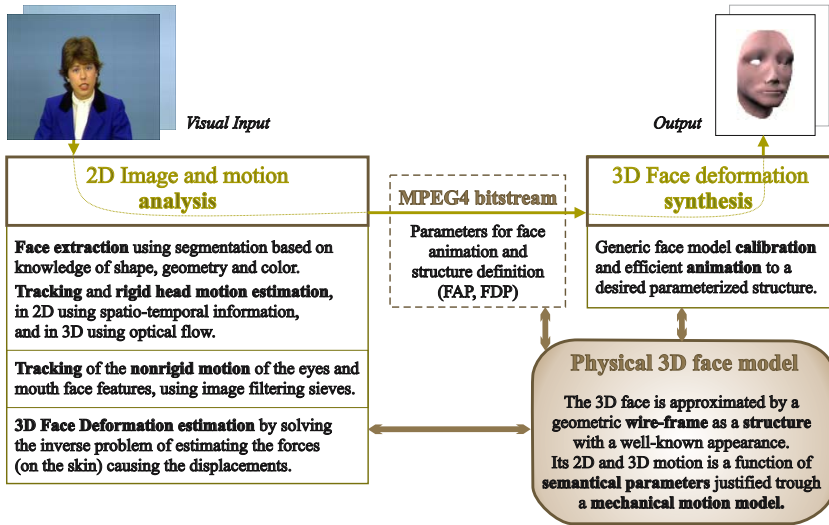 Visual Input
Output
2D Image and motion
analysis
Face extraction using segmentation based on
knowledge of shape, geometry and color.
Tracking and rigid head motion estimation,
in 2D using spatio-temporal information,
and in 3D using optical flow.
Tracking of the nonrigid motion of the eyes and
mouth face features, using image filtering sieves.
3D Face Deformation estimation by solving
the inverse problem of estimating the forces
(on the skin) causing the displacements.
MPEG4 bitstream
Parameters for face
animation and
structure definition
(FAP, FDP)
3D Face deformation
synthesis
Generic face model calibration
and efficient animation to a
desired parameterized structure.
Physical 3D face model
The 3D face is approximated by a
geometric wire-frame as a structure
with a well-known appearance.
Its 2D and 3D motion is a function of
semantical parameters justified trough
a mechanical motion model.